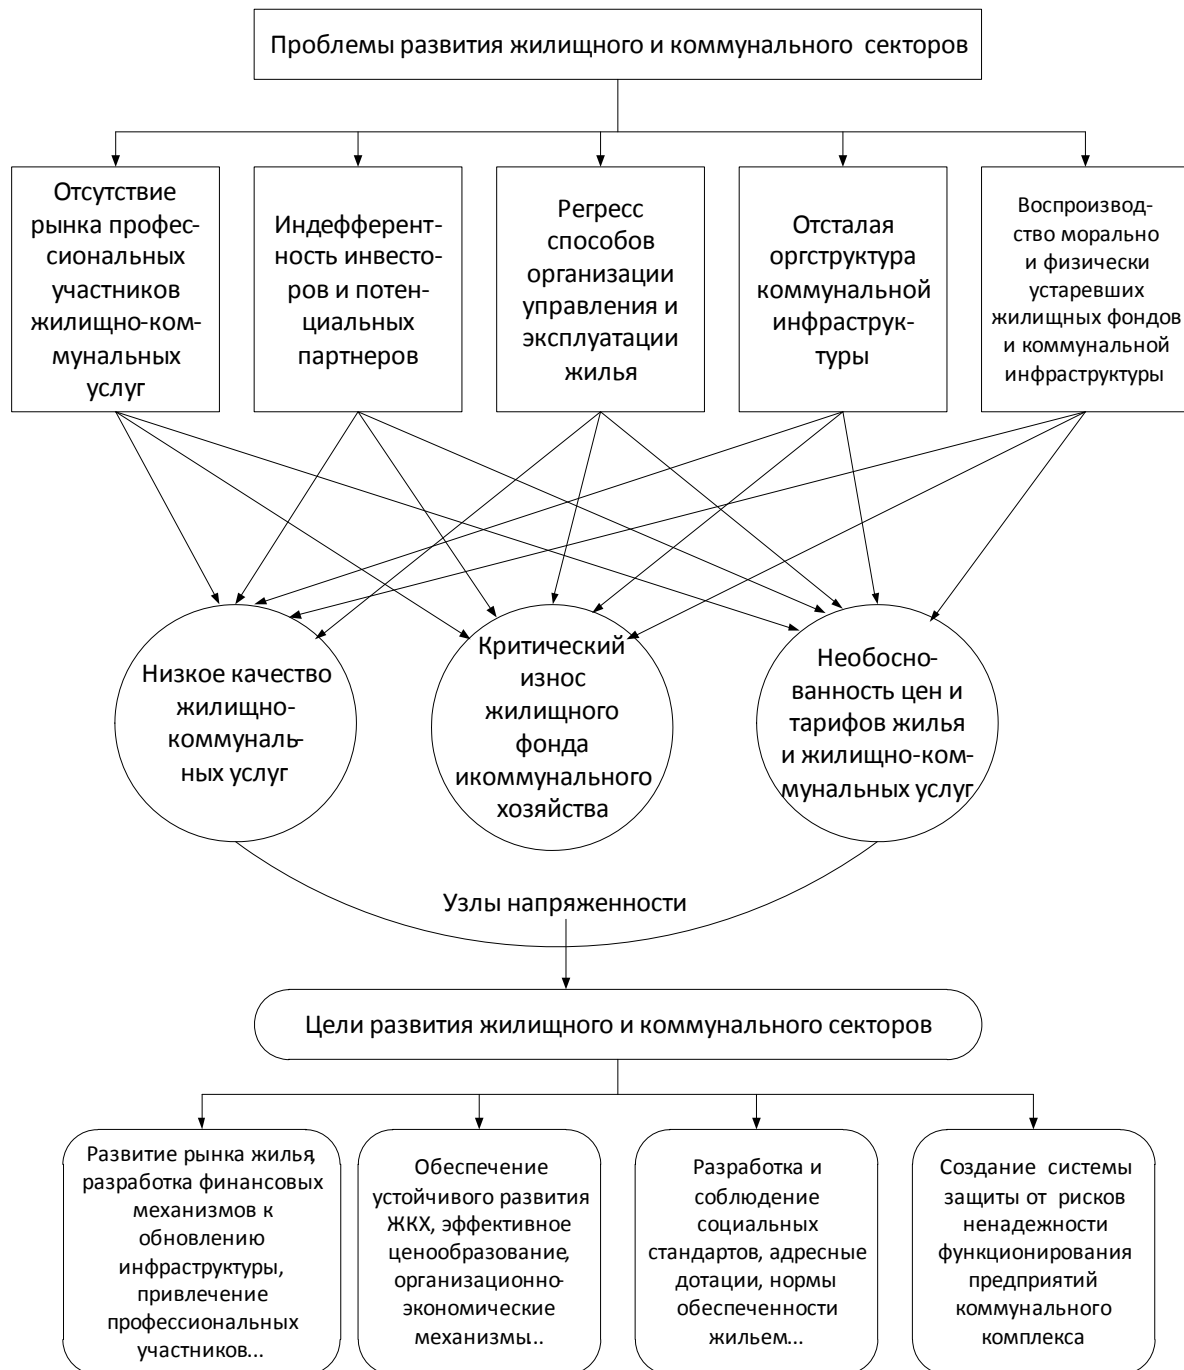 Проблемы развития жилищного и коммунального секторов
Отсутствие
рынка профес-
сиональных
участников
жилищно-ком-
мунальных
услуг
Индефферент-
ность инвесто-
ров и потен-
циальных
партнеров
Регресс
способов
организации
управления и
эксплуатации
жилья
Отсталая
оргструктура
коммунальной
инфраструк-
туры
Воспроизвод-
ство морально
и физически
устаревших
жилищных фондов
и коммунальной
инфраструктуры
Низкое качество
жилищно-
коммуналь-
ных услуг
Критический
износ
жилищного
фонда
икоммунального
хозяйства
Необосно-
ванность цен и
тарифов жилья
и жилищно-ком-
мунальных услуг
Узлы напряженности
Цели развития жилищного и коммунального секторов
Развитие рынка жилья,
разработка финансовых
механизмов к
обновлению
инфраструктуры,
привлечение
профессиональных
участников...
Обеспечение
устойчивого развития
ЖКХ, эффективное
ценообразование,
организационно-
экономические
механизмы...
Разработка и
соблюдение
социальных
стандартов, адресные
дотации, нормы
обеспеченности
жильем...
Создание системы
защиты от рисков
ненадежности
функционирования
предприятий
коммунального
комплекса